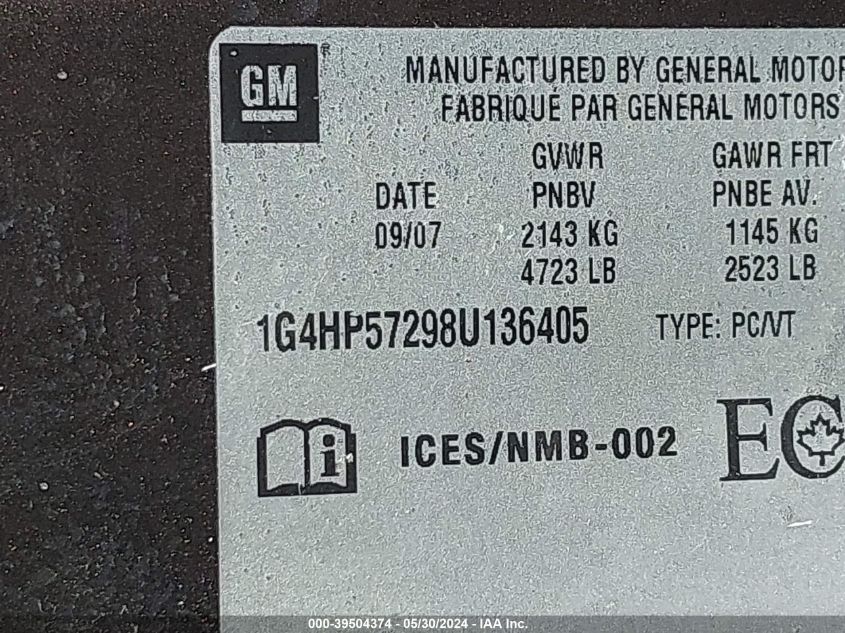 GM ®
MANUFACTURED BY GENERAL MOTOR
FABRIQUÉ PAR GENERAL MOTORS
GVWR GAWR FRT
DATE PNBV PNBE AV.
09/07 2143 KG 1145 KG
4723 LB 2523 LB
1G4HP57298U136405 TYPE: PC/VT
i ICES/NMB-002 EC
000-39504374 - 05/30/2024 - IAA Inc.